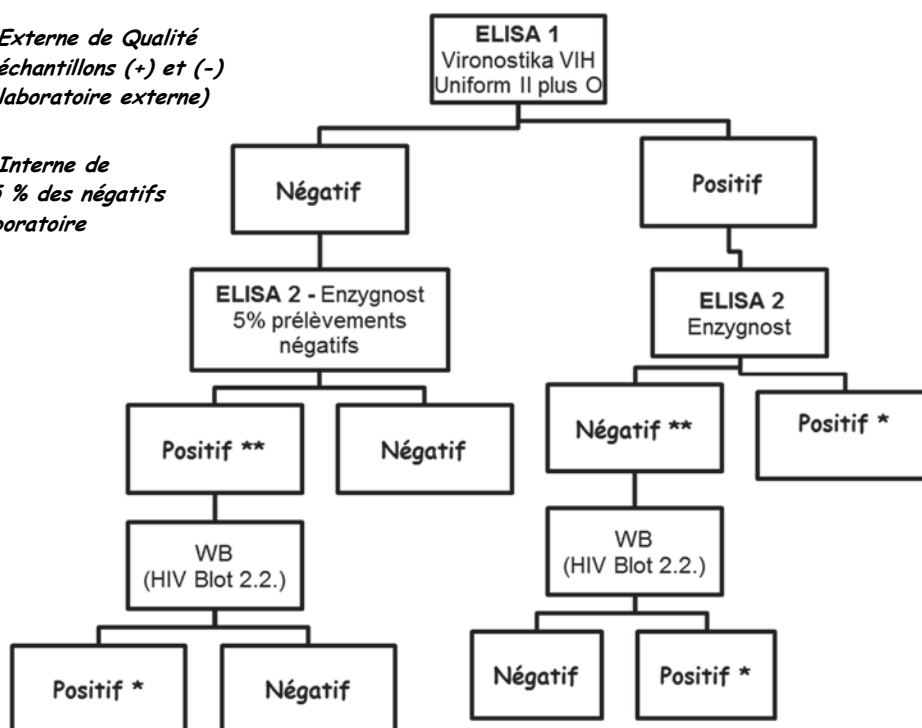 Externe de Qualité
échantillons (+) et (-)
laboratoire externe)
Interne de
% des négatifs
ELISA 1
Vironostika VIH
Uniform II plus O
Négatif
Positif
ELISA 2 - Enzygnost
5% prélèvements
négatifs
ELISA 2
Enzygnost
Positif **
Négatif
Négatif **
Positif *
WB
(HIV Blot 2.2.)
WB
(HIV Blot 2.2.)
Positif *
Négatif
Négatif
Positif *